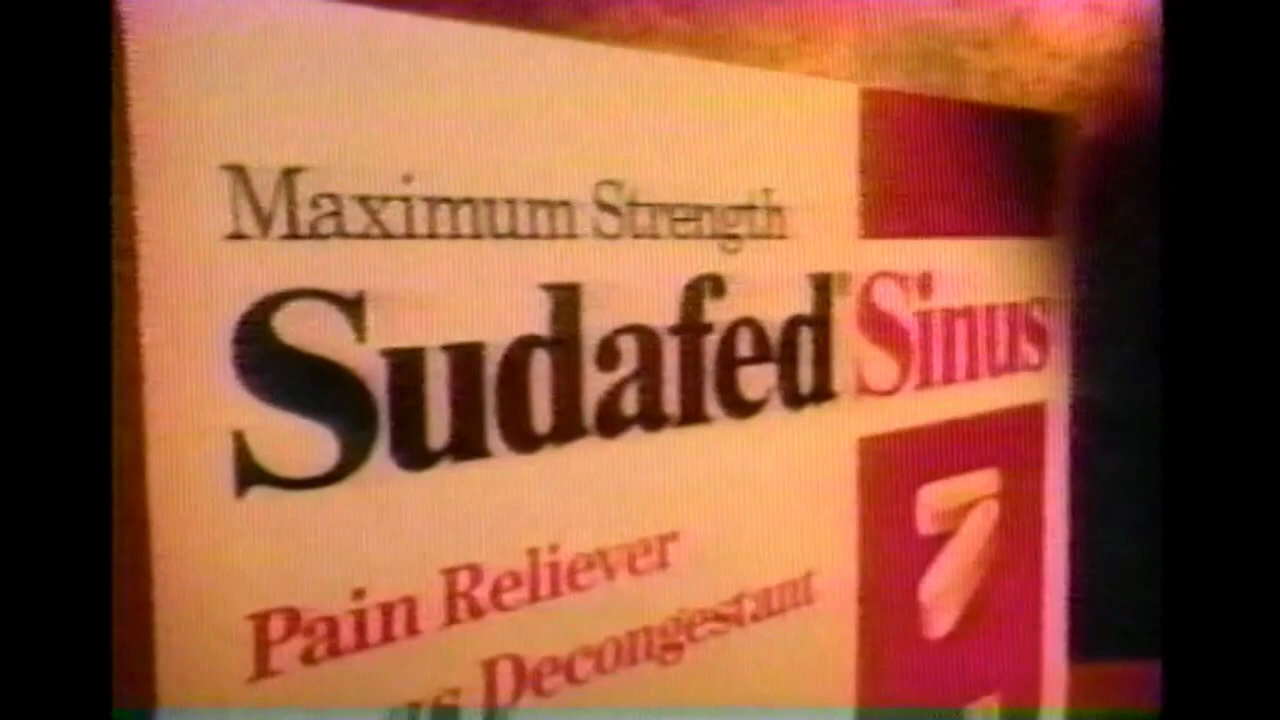 Maximum Strength
Sudafed Sinus
Pain Reliever
Decongestant